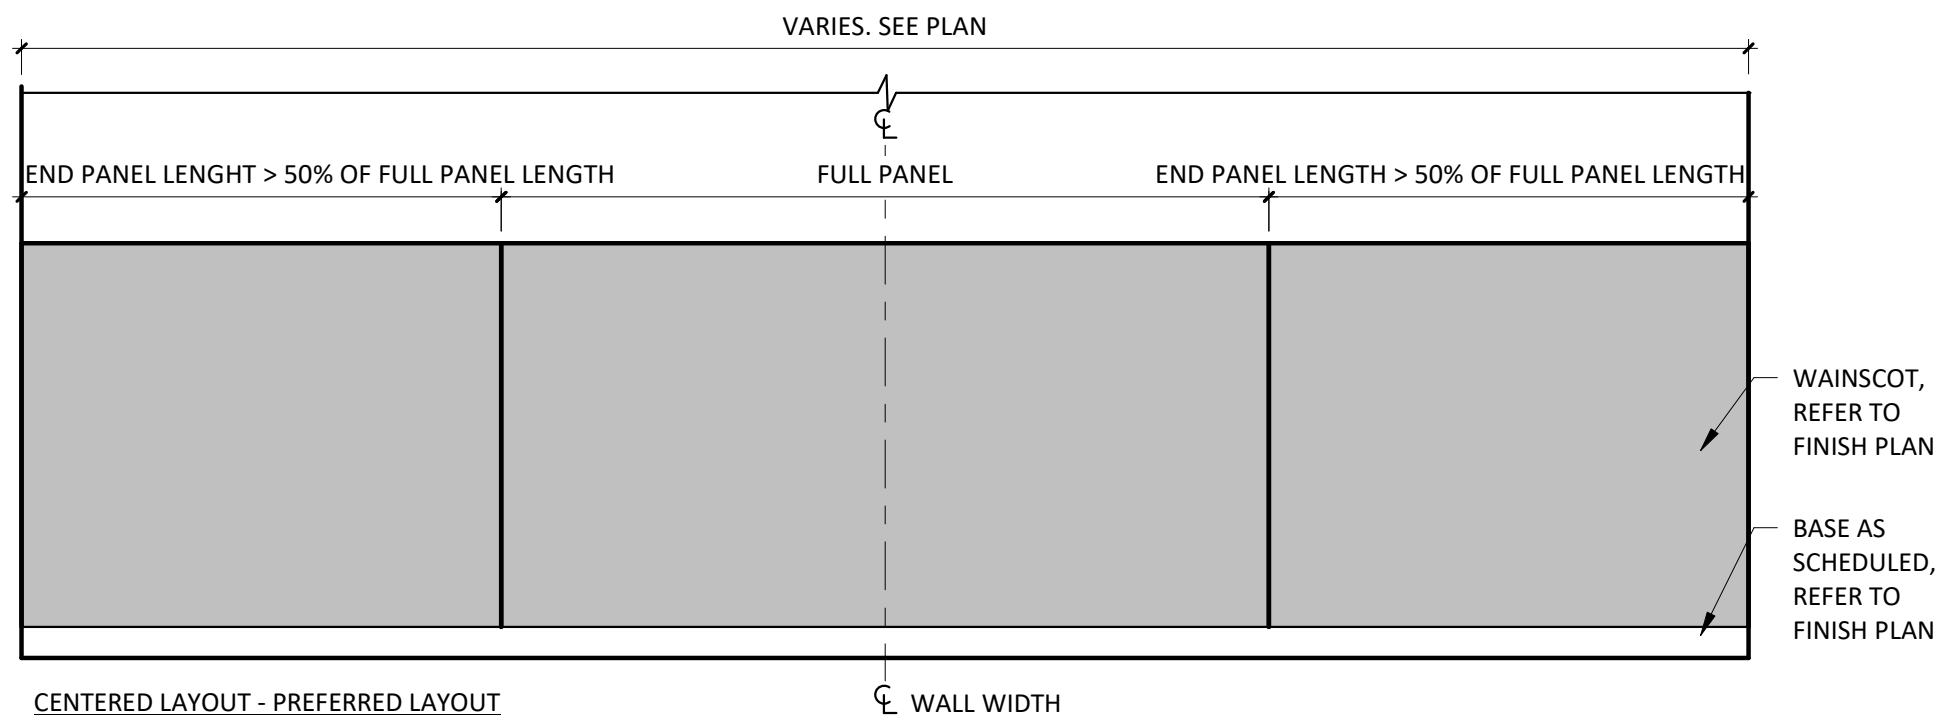 VARIES. SEE PLAN
℄
END PANEL LENGHT > 50% OF FULL PANEL LENGTH
FULL PANEL
END PANEL LENGTH > 50% OF FULL PANEL LENGTH
WAINSCOT,
REFER TO
FINISH PLAN
BASE AS
SCHEDULED,
REFER TO
FINISH PLAN
CENTERED LAYOUT - PREFERRED LAYOUT
℄ WALL WIDTH